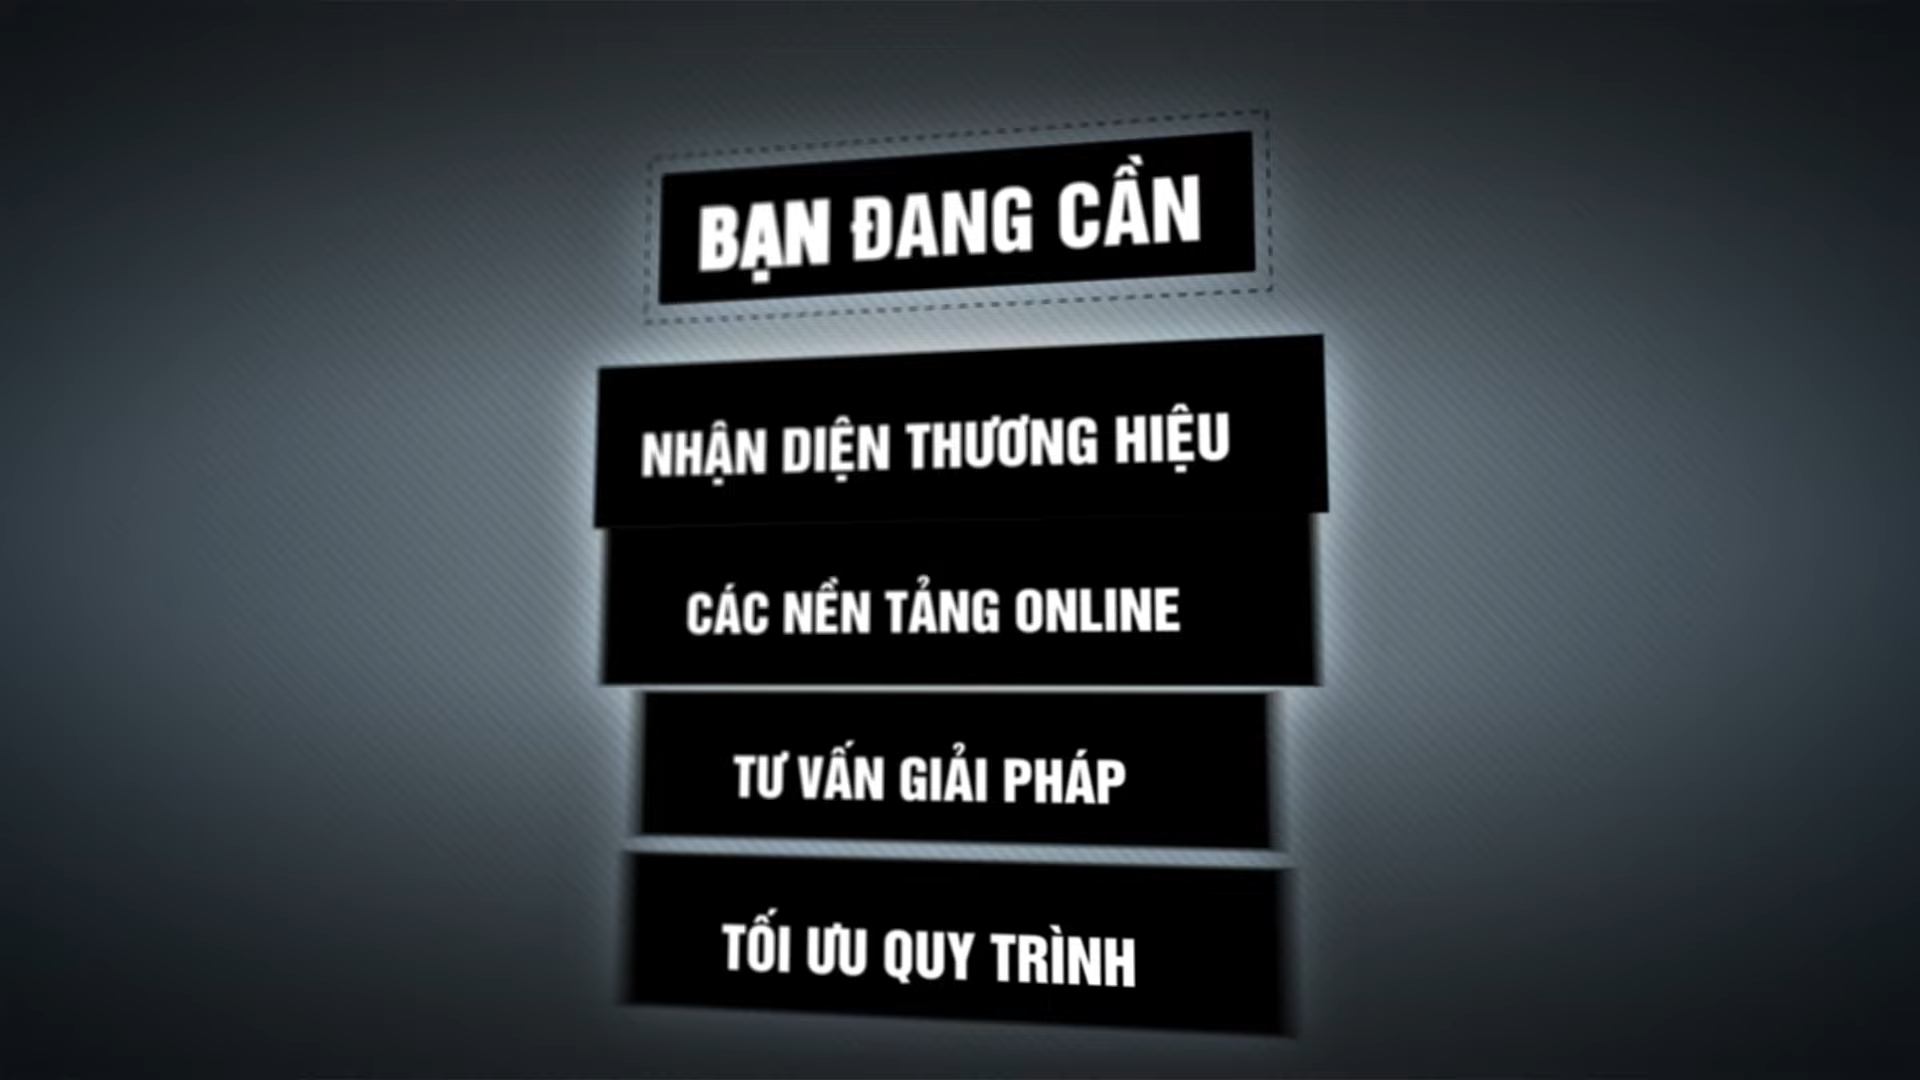 BẠN ĐANG CẦN
NHẬN DIỆN THƯƠNG HIỆU
CÁC NỀN TẢNG ONLINE
TƯ VẤN GIẢI PHÁP
TỐI ƯU QUY TRÌNH